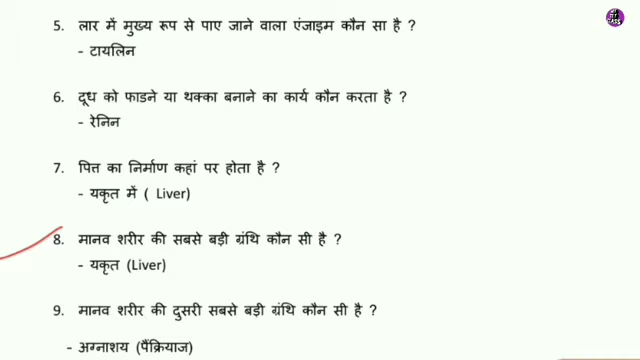 5. लार में मुख्य रूप से पाए जाने वाला एंजाइम कौन सा है ?
- टायलिन
6. दूध को फाडने या थक्का बनाने का कार्य कौन करता है ?
- रेनिन
7. पित्त का निर्माण कहां पर होता है ?
- यकृत में ( Liver)
8. मानव शरीर की सबसे बड़ी ग्रंथि कौन सी है ?
- यकृत (Liver)
9. मानव शरीर की दुसरी सबसे बड़ी ग्रंथि कौन सी है ?
- अग्नाशय (पैंक्रियाज)